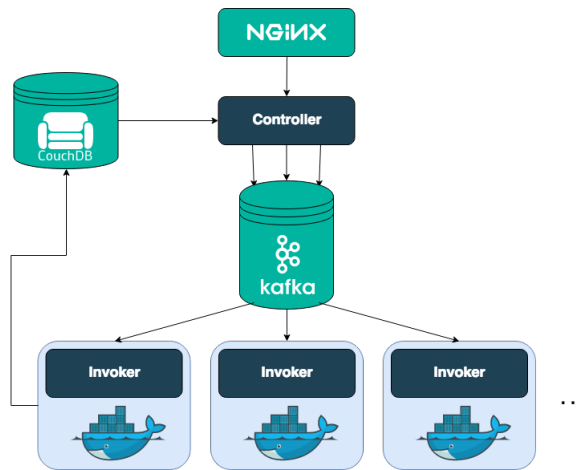 NGINX
Controller
CouchDB
kafka
Invoker
Invoker
Invoker
..